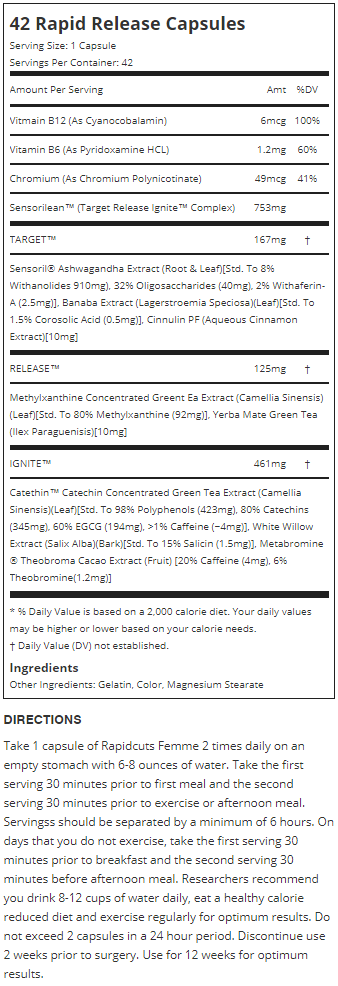 42 Rapid Release Capsules
Serving Size: 1 Capsule
Servings Per Container: 42
Amount Per Serving Amt %DV
Vitmain B12 (As Cyanocobalamin) 6mcg 100%
Vitamin B6 (As Pyridoxamine HCL) 1.2mg 60%
Chromium (As Chromium Polynicotinate) 49mcg 41%
Sensorilean™ (Target Release Ignite™ Complex) 753mg
TARGET™ 167mg †
Sensoril® Ashwagandha Extract (Root & Leaf)[Std. To 8%
Withanolides 910mg), 32% Oligosaccharides (40mg), 2% Withaferin-
A (2.5mg)], Banaba Extract (Lagerstroemia Speciosa)(Leaf)[Std. To
1.5% Corosolic Acid (0.5mg)], Cinnulin PF (Aqueous Cinnamon
Extract)[10mg]
RELEASE™ 125mg †
Methylxanthine Concentrated Greent Ea Extract (Camellia Sinensis)
(Leaf)[Std. To 80% Methylxanthine (92mg)], Yerba Mate Green Tea
(Ilex Paraguenisis)[10mg]
IGNITE™ 461mg †
Catethin™ Catechin Concentrated Green Tea Extract (Camellia
Sinensis)(Leaf)[Std. To 98% Polyphenols (423mg), 80% Catechins
(345mg), 60% EGCG (194mg), >1% Caffeine (~4mg)], White Willow
Extract (Salix Alba)(Bark)[Std. To 15% Salicin (1.5mg)], Metabromine
® Theobroma Cacao Extract (Fruit) [20% Caffeine (4mg), 6%
Theobromine(1.2mg)]
* % Daily Value is based on a 2,000 calorie diet. Your daily values
may be higher or lower based on your calorie needs.
† Daily Value (DV) not established.
Ingredients
Other Ingredients: Gelatin, Color, Magnesium Stearate
DIRECTIONS
Take 1 capsule of Rapidcuts Femme 2 times daily on an
empty stomach with 6-8 ounces of water. Take the first
serving 30 minutes prior to first meal and the second
serving 30 minutes prior to exercise or afternoon meal.
Servingss should be separated by a minimum of 6 hours. On
days that you do not exercise, take the first serving 30
minutes prior to breakfast and the second serving 30
minutes before afternoon meal. Researchers recommend
you drink 8-12 cups of water daily, eat a healthy calorie
reduced diet and exercise regularly for optimum results. Do
not exceed 2 capsules in a 24 hour period. Discontinue use
2 weeks prior to surgery. Use for 12 weeks for optimum
results.